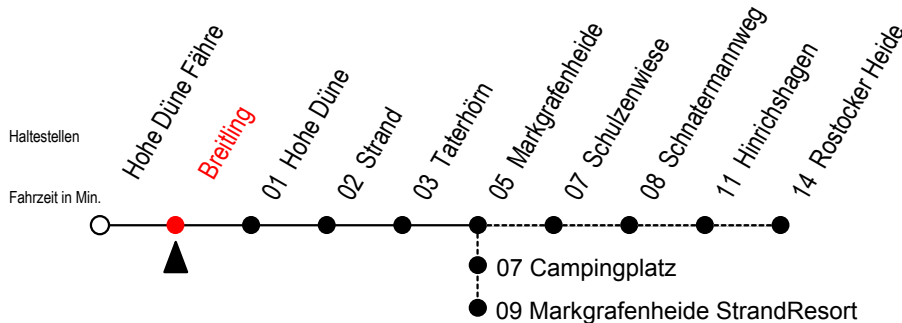 Haltestellen
Fahrzeit in Min.
Hohe Düne Fähre
Breitling
01 Hohe Düne
02 Strand
03 Taterhörn
05 Markgrafenheide
07 Schulzenwiese
08 Schnatermannweg
11 Hinrichshagen
14 Rostocker Heide
07 Campingplatz
09 Markgrafenheide StrandResort